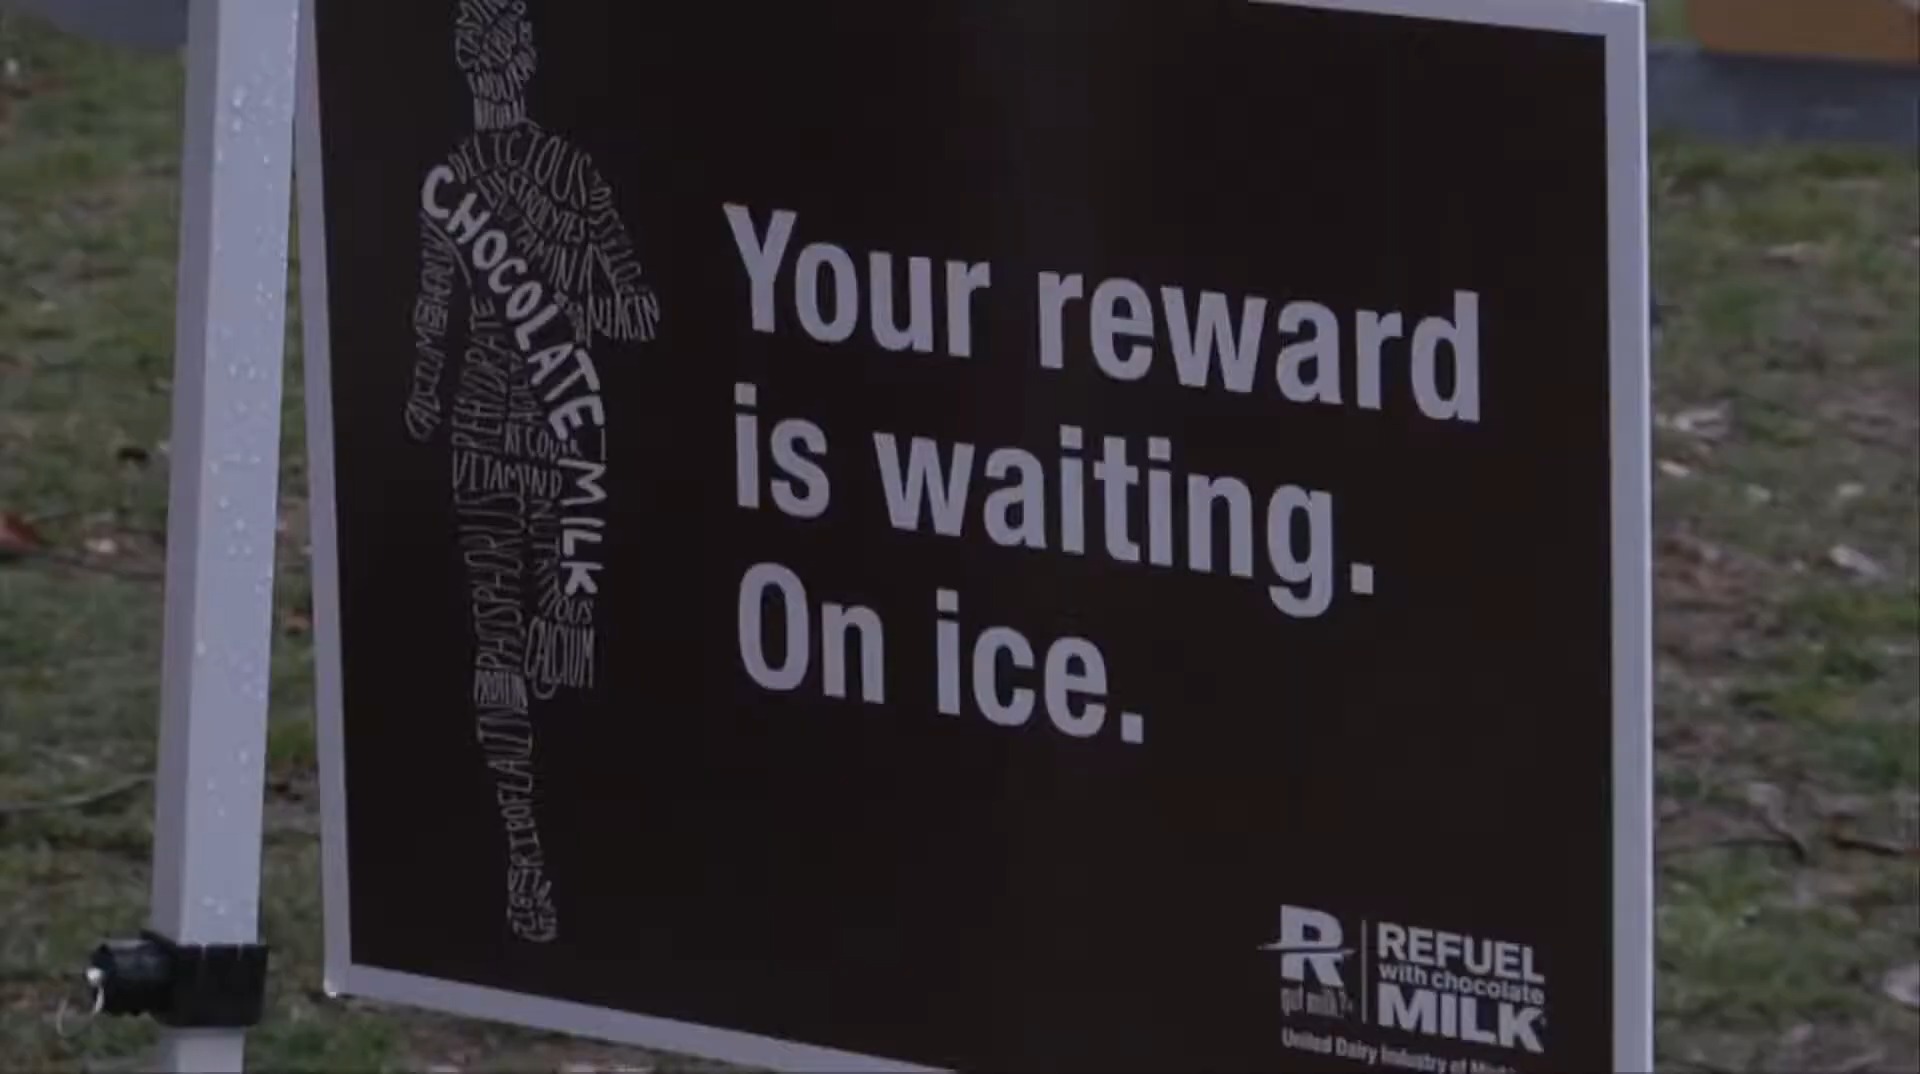 DELICIOUS
ELECTROLYTES
VITAMIN A
CHOCOLATE MILK
REHYDRATE
VITAMIN D
PHOSPHORUS
CALCIUM
PROTEIN
Your reward
is waiting.
On ice.
R
got milk?
REFUEL
with chocolate
MILK
United Dairy Industry of